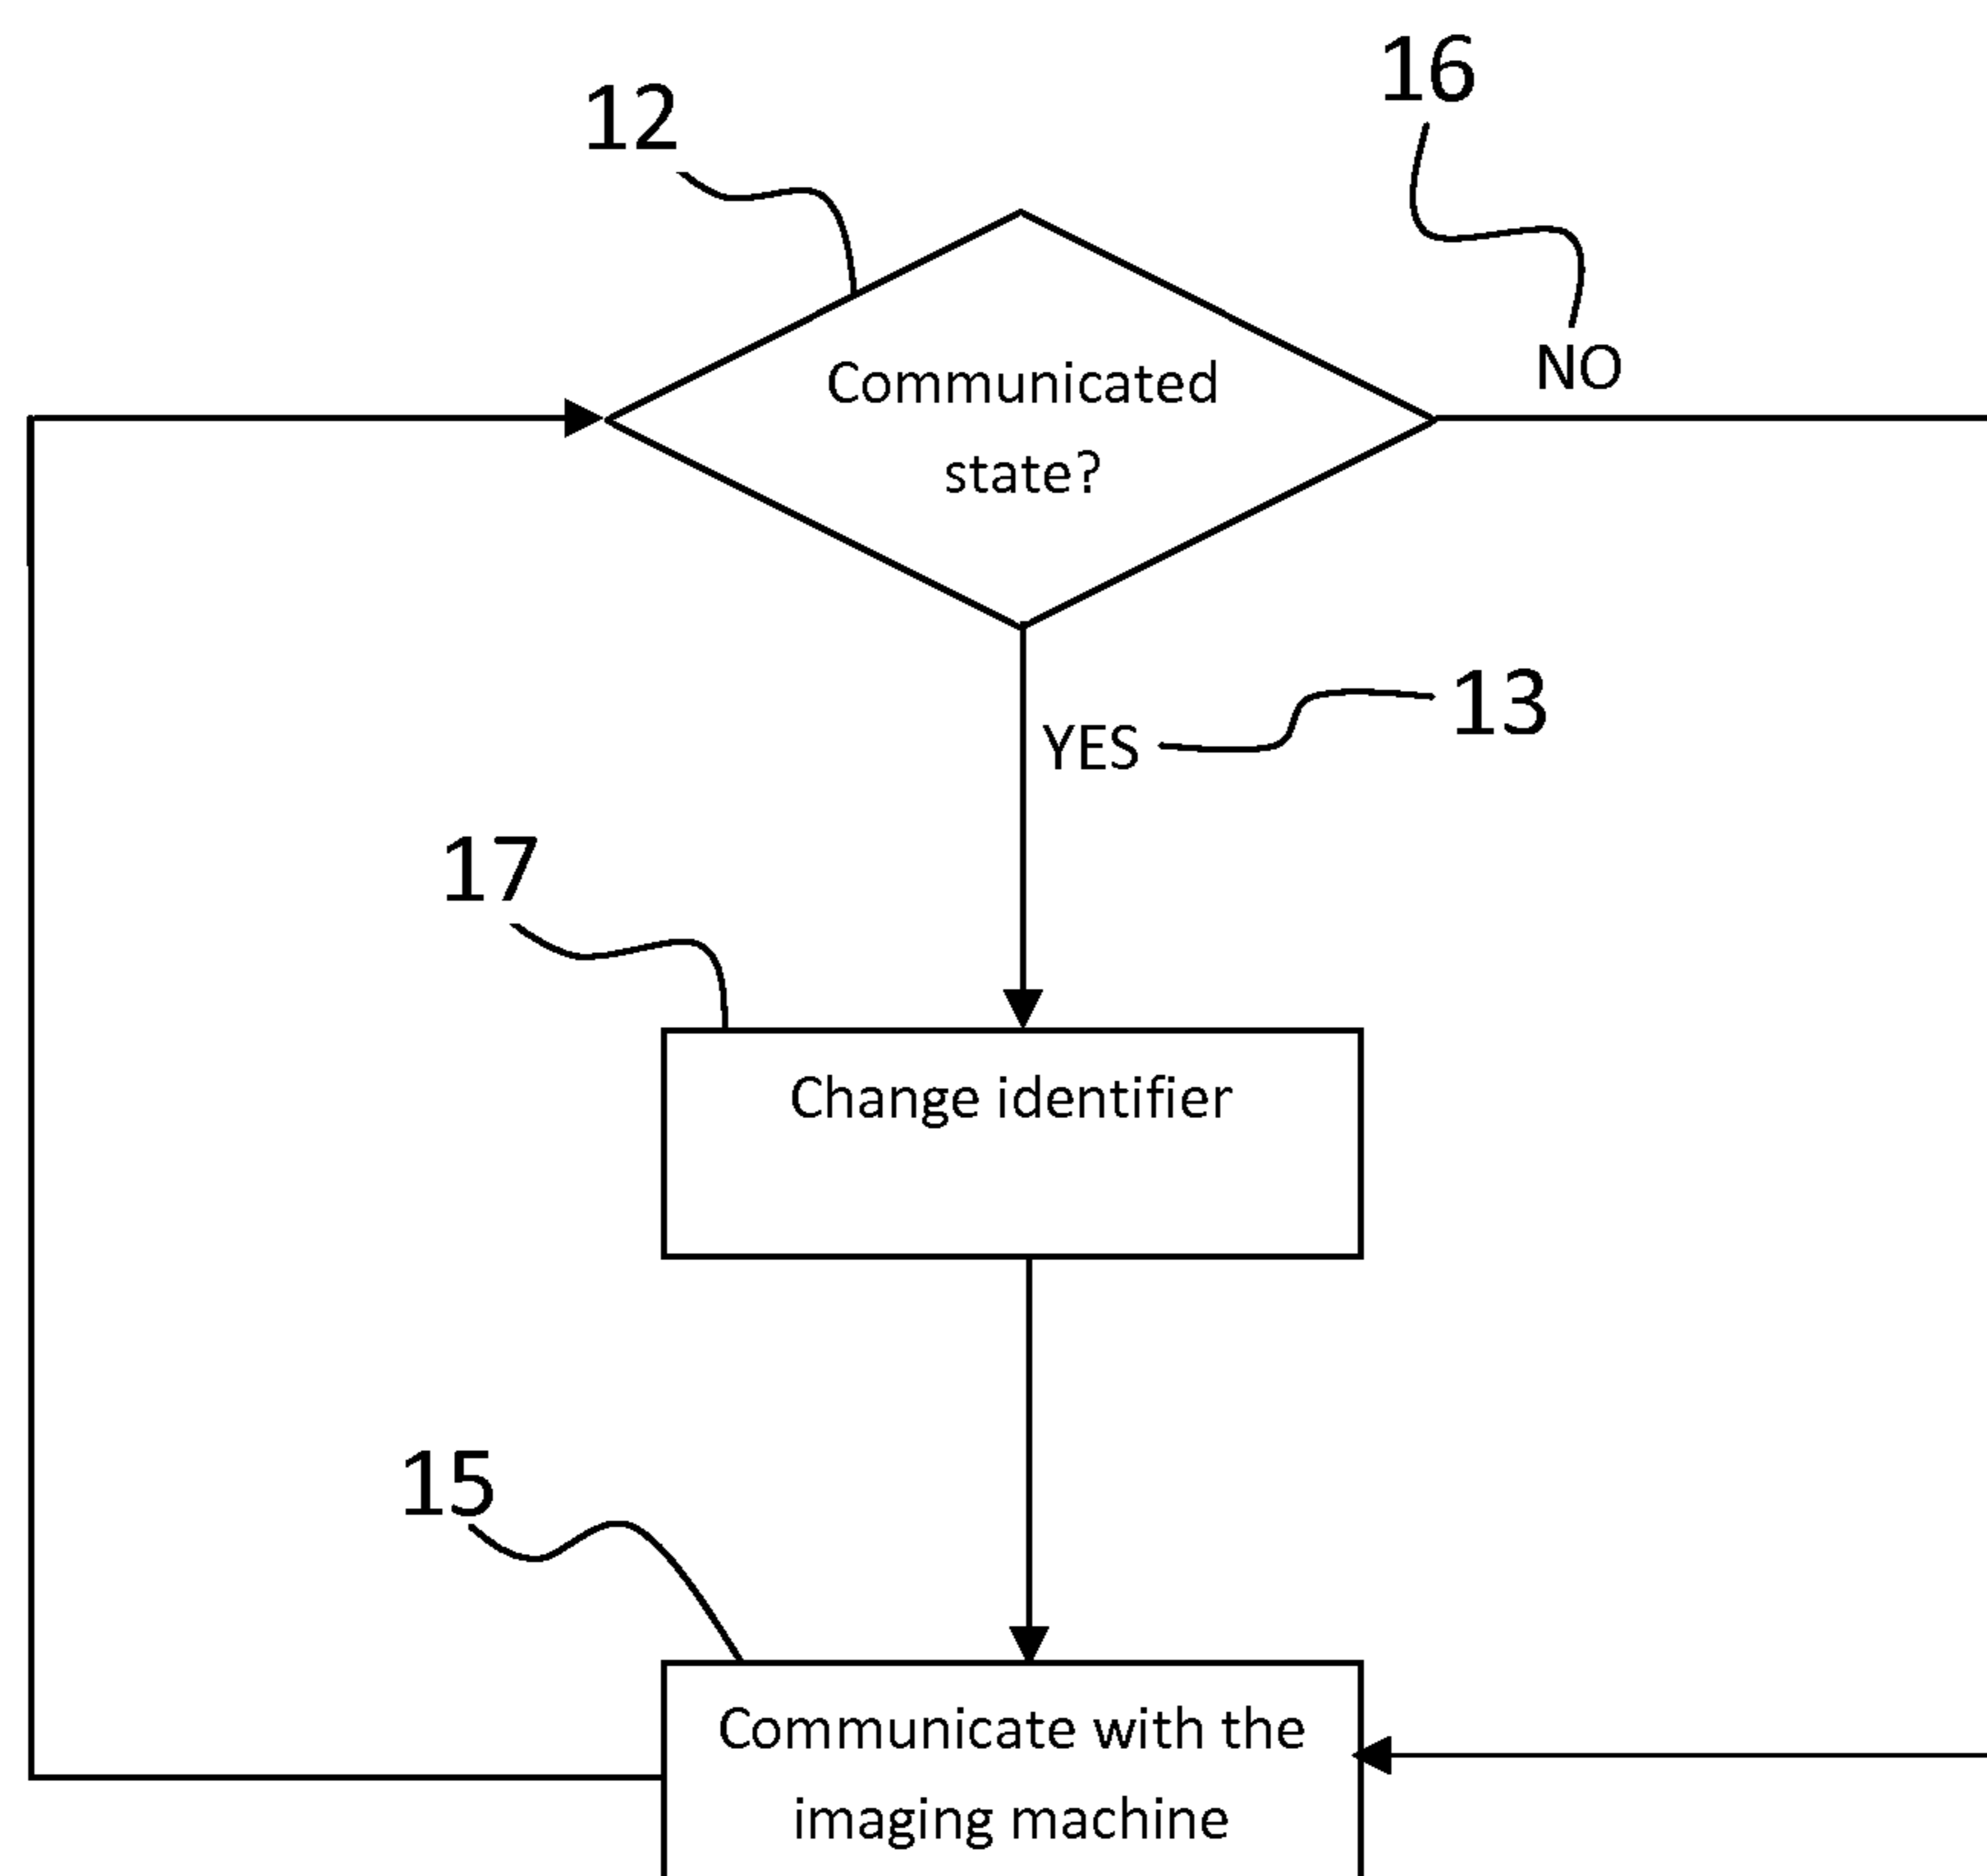 16
12
Communicated
state?
NO
13
YES
17
Change identifier
15
Communicate with the
imaging machine